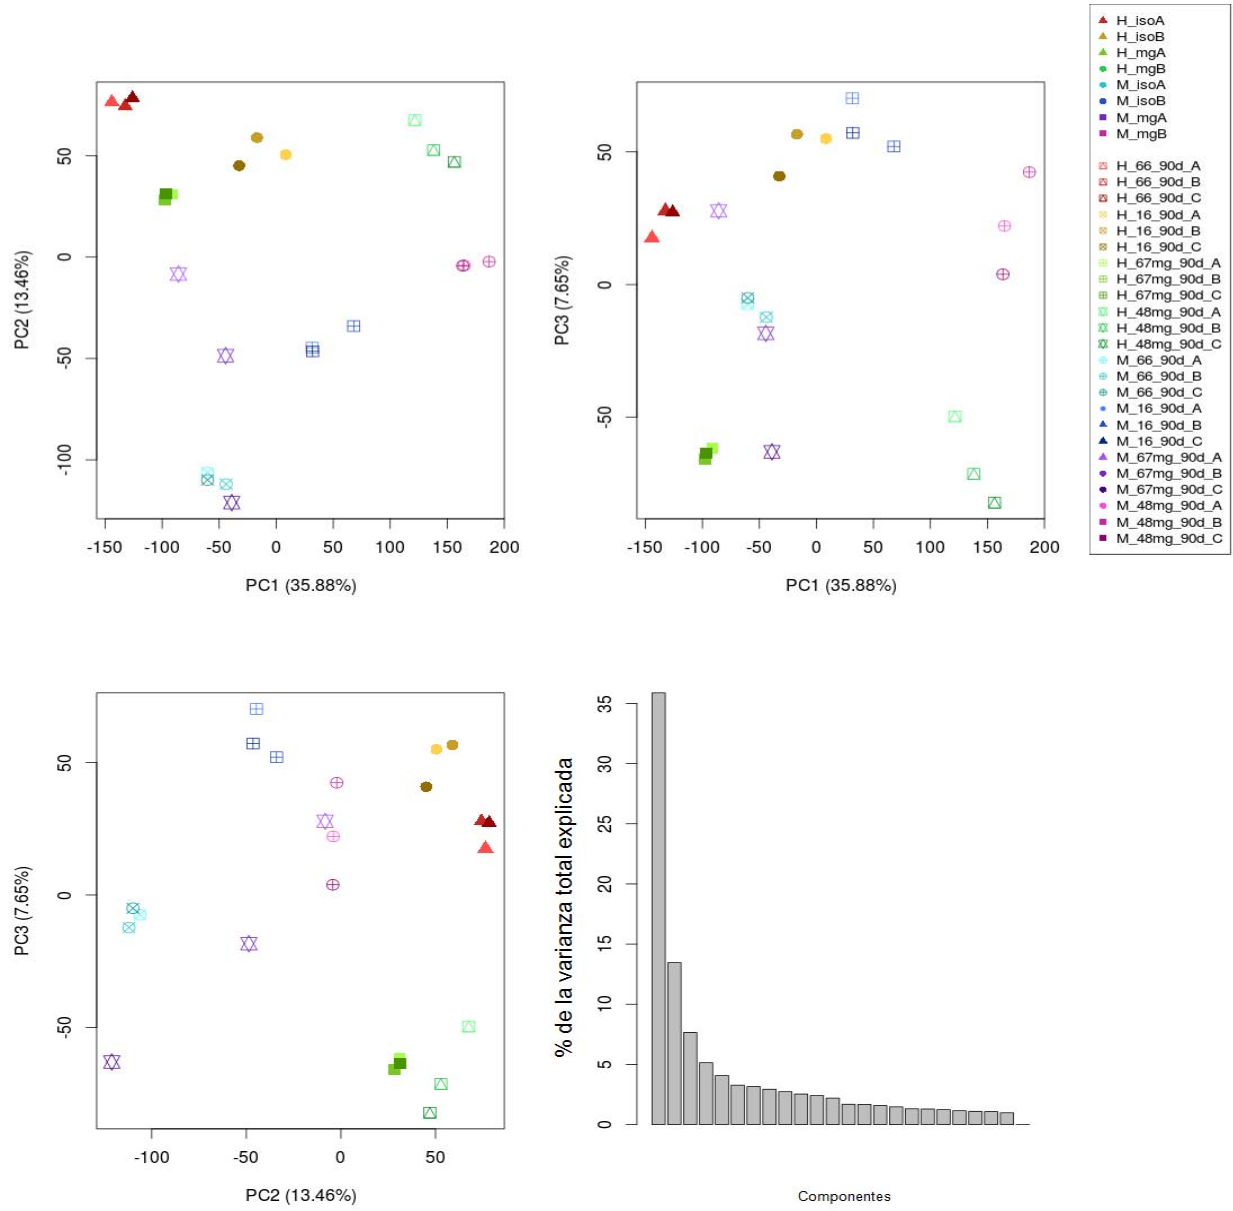 H_isoA
H_isoB
H_mgA
H_mgB
M_isoA
M_isoB
M_mgA
M_mgB
H_66_90d_A
H_66_90d_B
H_66_90d_C
H_16_90d_A
H_16_90d_B
H_16_90d_C
H_67mg_90d_A
H_67mg_90d_B
H_67mg_90d_C
H_48mg_90d_A
H_48mg_90d_B
H_48mg_90d_C
M_66_90d_A
M_66_90d_B
M_66_90d_C
M_16_90d_A
M_16_90d_B
M_16_90d_C
M_67mg_90d_A
M_67mg_90d_B
M_67mg_90d_C
M_48mg_90d_A
M_48mg_90d_B
M_48mg_90d_C
PC2 (13.46%)
50
0
-50
-100
-150 -100 -50 0 50 100 150 200
PC1 (35.88%)
PC3 (7.65%)
50
0
-50
-150 -100 -50 0 50 100 150 200
PC1 (35.88%)
PC3 (7.65%)
50
0
-50
-100 -50 0 50
PC2 (13.46%)
% de la varianza total explicada
35
30
25
20
15
10
5
0
Componentes